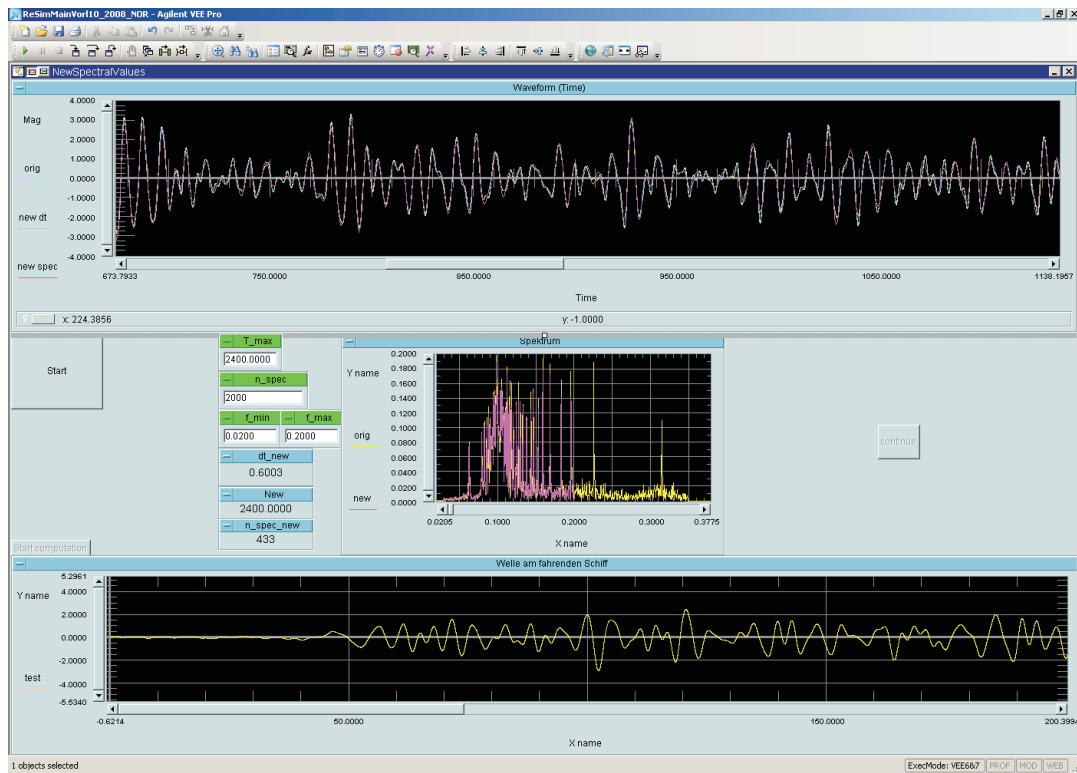 ReSimMainVorl10_2008_NOR - Agilent VEE Pro
NewSpectralValues
Waveform (Time)
4.0000
Mag
3.0000
2.0000
orig
1.0000
0.0000
-1.0000
new dt
-2.0000
-3.0000
new spec
-4.0000
673.7933 750.0000 850.0000 950.0000 1050.0000 1138.1957
Time
x: 224.3856 y: -1.0000
Start
T_max
2400.0000
n_spec
2000
f_min f_max
0.0200 0.2000
dt_new
0.6003
New
2400.0000
n_spec_new
433
Start computation
Spektrum
Y name
0.2000
0.1800
0.1600
0.1400
0.1200
orig
0.1000
0.0800
0.0600
0.0400
new
0.0200
0.0000
0.0205 0.1000 0.2000 0.3000 0.3775
X name
continue
Welle am fahrenden Schiff
5.2961
Y name
4.0000
2.0000
0.0000
-2.0000
test
-4.0000
-5.5340
-0.6214 50.0000 150.0000 200.3994
X name
1 objects selected
ExecMode: VEE6&7 PROF MOD WEB